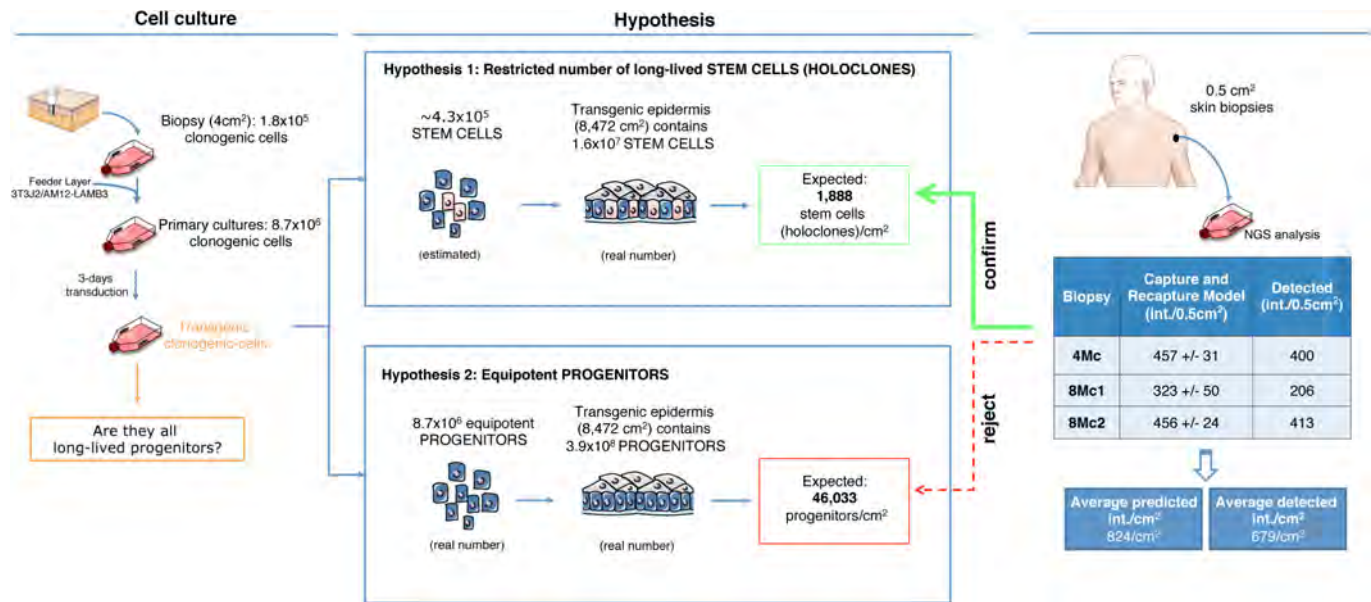 Cell culture
Biopsy (4cm²): 1.8x10⁵
clonogenic
cells
Feeder Layer
3T3J2/AM12-LAMB3
Primary cultures: 8.7x10⁶
clonogenic cells
3-days
transduction
Transgenic
clonogenic-cells
Are they all
long-lived progenitors?
Hypothesis
Hypothesis 1: Restricted number of long-lived STEM CELLS (HOLOCLONES)
~4.3x10⁵
STEM CELLS
(estimated)
Transgenic epidermis
(8,472 cm²) contains
1.6x10⁷ STEM CELLS
(real number)
Expected:
1,888
stem cells
(holoclones)/cm²
Hypothesis 2: Equipotent PROGENITORS
8.7x10⁶ equipotent
PROGENITORS
(real number)
Transgenic epidermis
(8,472 cm²) contains
3.9x10⁸ PROGENITORS
(real number)
Expected:
46,033
progenitors/cm²
confirm
reject
0.5 cm²
skin biopsies
NGS analysis
Biopsy Capture and Recapture Model (int./0.5cm²) Detected (int./0.5cm²)
4Mc 457 +/- 31 400
8Mc1 323 +/- 50 206
8Mc2 456 +/- 24 413
Average predicted
int./cm²
824/cm²
Average detected
int./cm²
679/cm²